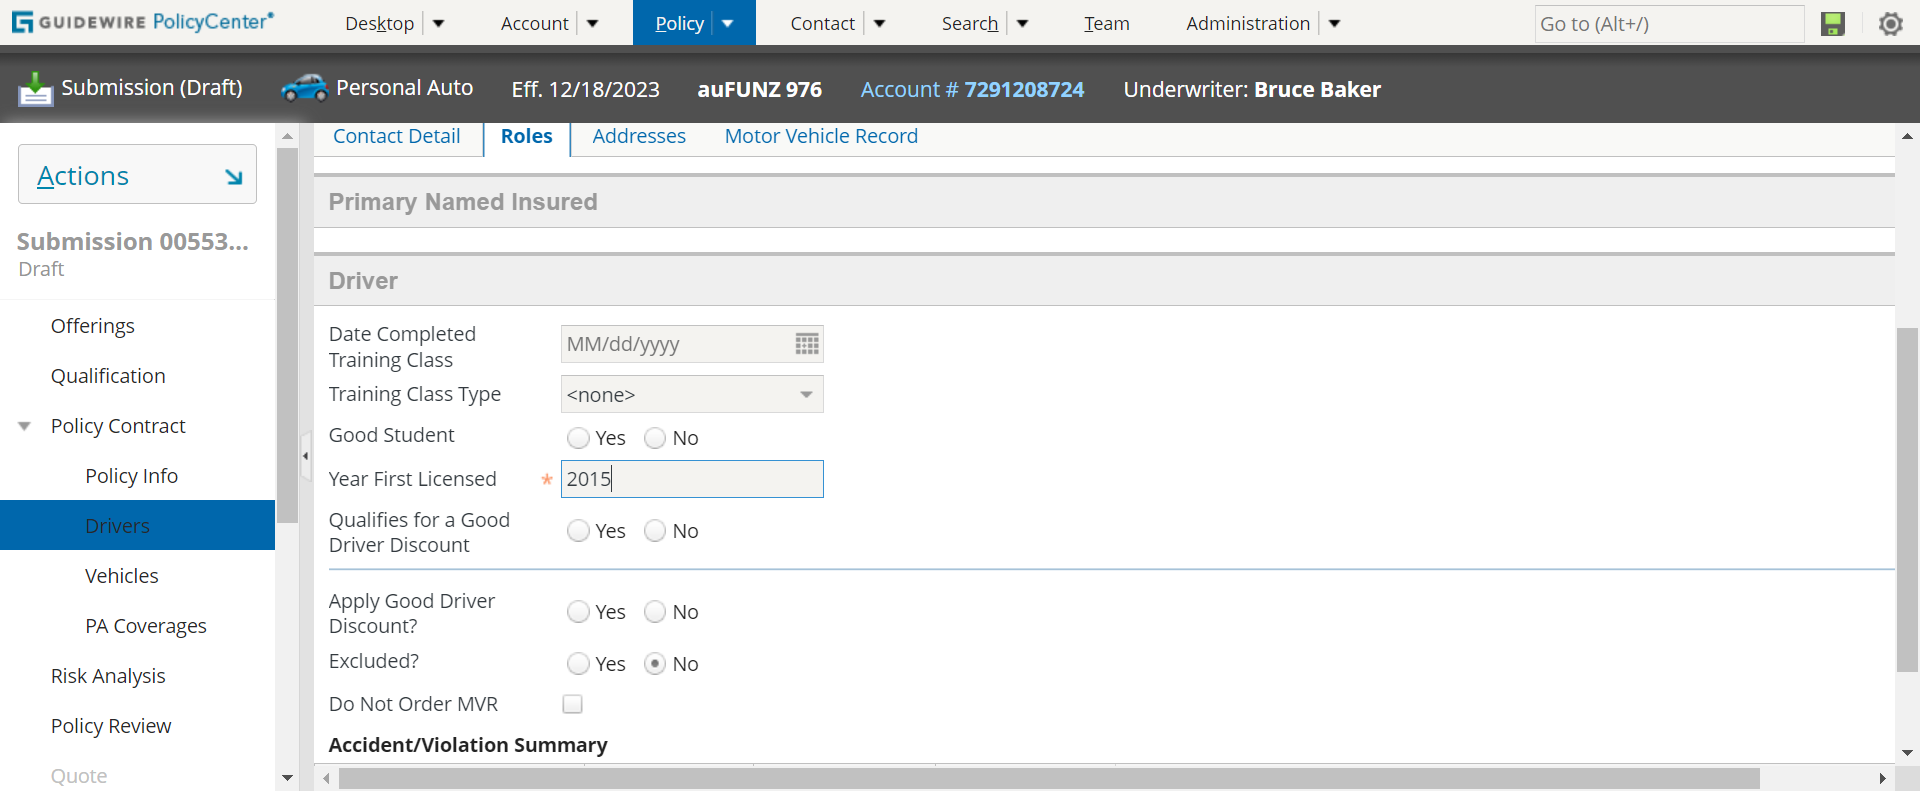 GUIDEWIRE PolicyCenter®
Desktop
Account
Policy
Contact
Search
Team
Administration
Go to (Alt+/)
Submission (Draft)
Personal Auto
Eff. 12/18/2023
auFUNZ 976
Account # 7291208724
Underwriter: Bruce Baker
Actions
Submission 00553...
Draft
Offerings
Qualification
Policy Contract
Policy Info
Drivers
Vehicles
PA Coverages
Risk Analysis
Policy Review
Quote
Contact Detail
Roles
Addresses
Motor Vehicle Record
Primary Named Insured
Driver
Date Completed
Training Class
MM/dd/yyyy
Training Class Type
<none>
Good Student
Yes No
Year First Licensed
* 2015
Qualifies for a Good
Driver Discount
Yes No
Apply Good Driver
Discount?
Yes No
Excluded?
Yes No
Do Not Order MVR
Accident/Violation Summary